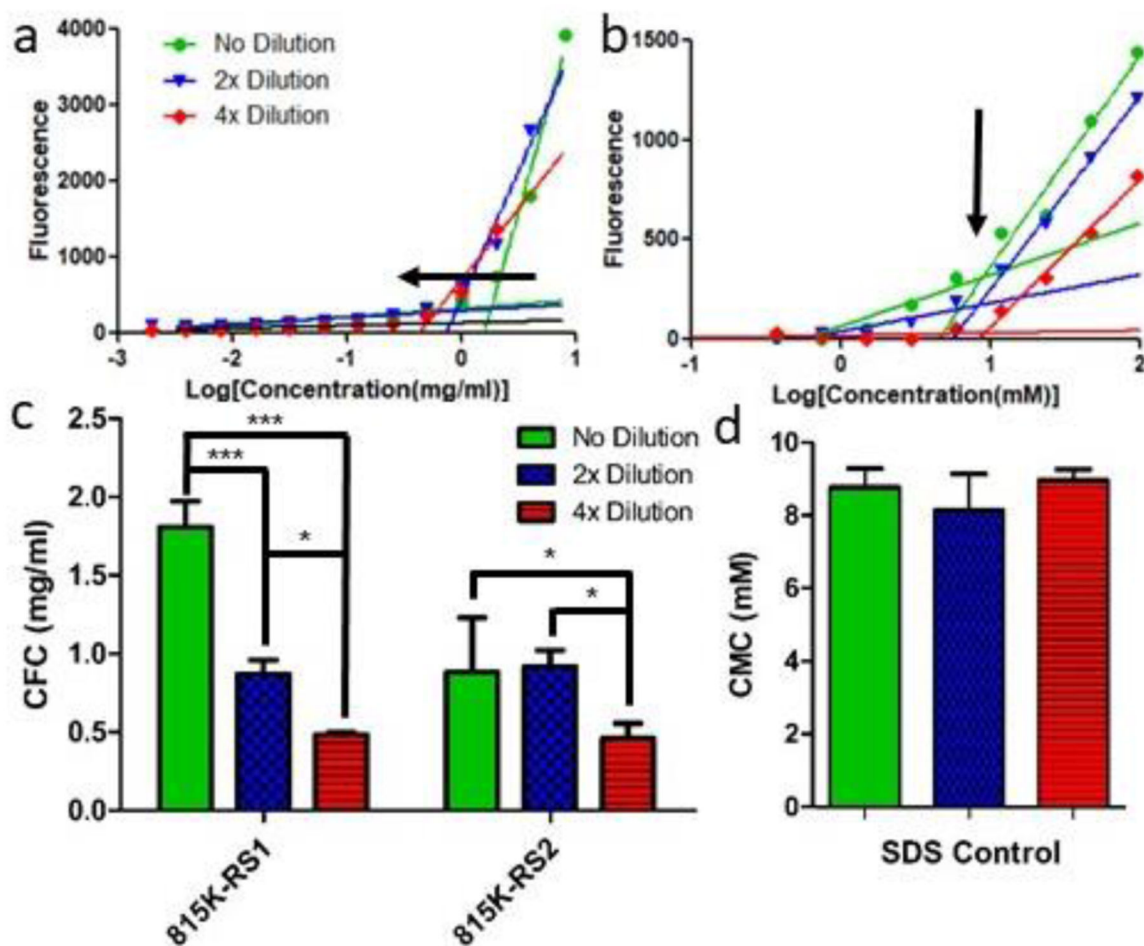 a
No Dilution
2x Dilution
4x Dilution
4000
3000
2000
1000
0
Fluorescence
-3 -2 -1 0 1
Log[Concentration(mg/ml)]
b
1500
1000
500
0
Fluorescence
-1 0 1 2
Log[Concentration(mM)]
c
No Dilution
2x Dilution
4x Dilution
2.5
2.0
1.5
1.0
0.5
0.0
CFC (mg/ml)
***
***
*
*
*
815K-RS1 815K-RS2
d
10
8
6
4
2
0
CMC (mM)
SDS Control